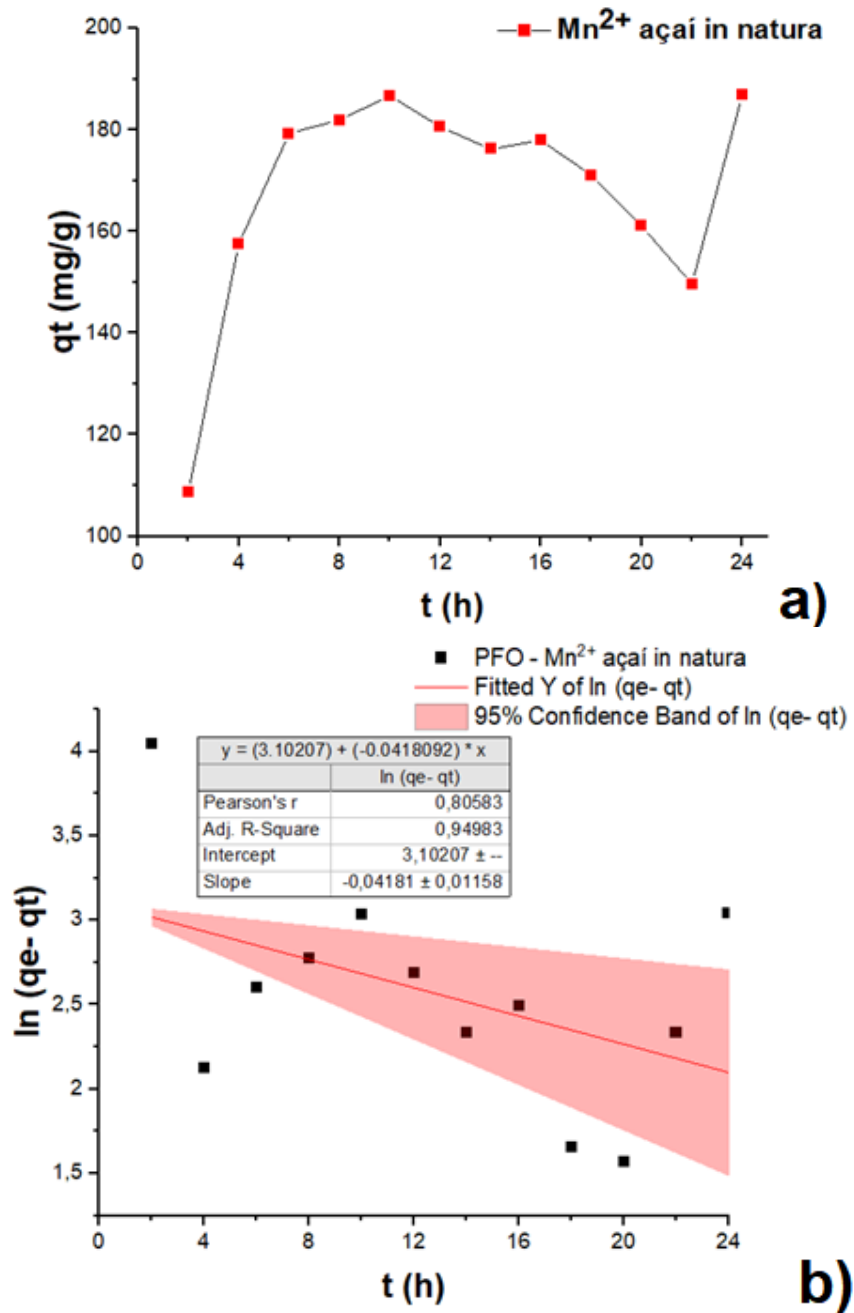 Mn²⁺ açaí in natura
200
180
160
140
120
100
qt (mg/g)
0 4 8 12 16 20 24
t (h)
a)
PFO - Mn²⁺ açaí in natura
Fitted Y of ln (qe- qt)
95% Confidence Band of ln (qe- qt)
y = (3.10207) + (-0.0418092) * x
ln (qe- qt)
Pearson's r 0,80583
Adj. R-Square 0,94983
Intercept 3,10207 ± --
Slope -0,04181 ± 0,01158
4
3,5
3
2,5
2
1,5
ln (qe- qt)
0 4 8 12 16 20 24
t (h)
b)